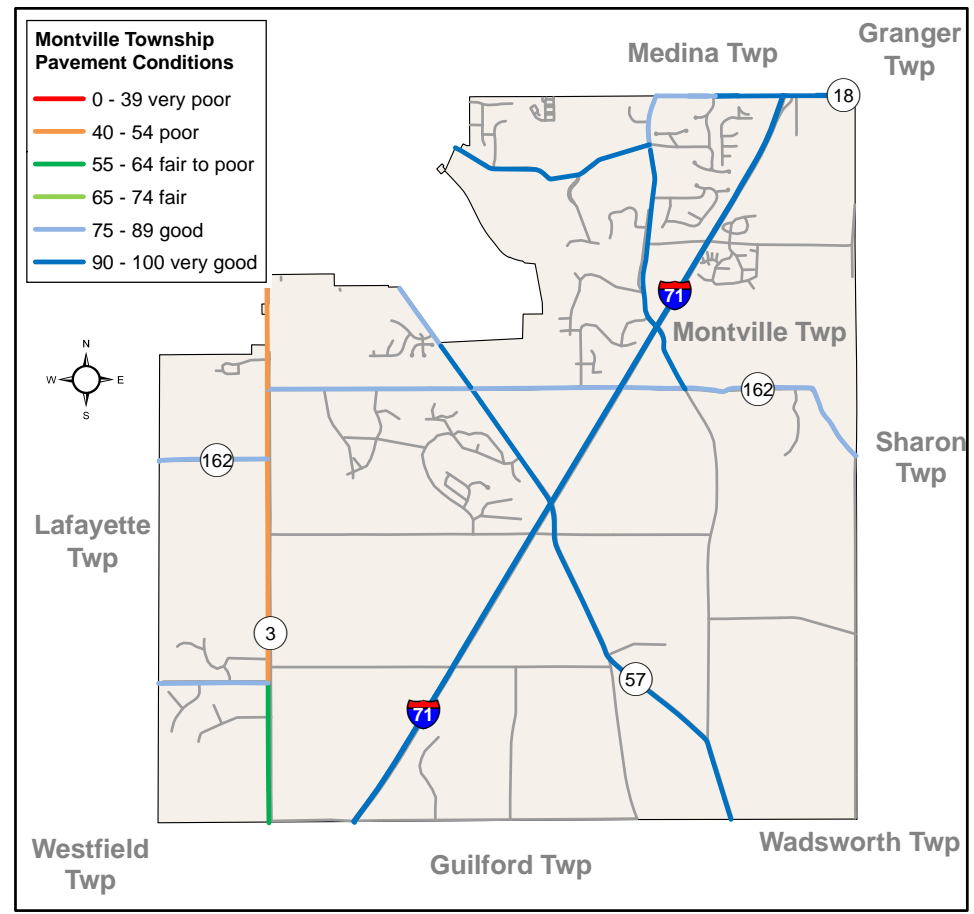 Montville Township
Pavement Conditions
0 - 39 very poor
40 - 54 poor
55 - 64 fair to poor
65 - 74 fair
75 - 89 good
90 - 100 very good
Medina Twp
Granger
Twp
18
N
W E
S
71
Montville Twp
162
162
Sharon
Twp
Lafayette
Twp
3
57
71
Westfield
Twp
Guilford Twp
Wadsworth Twp